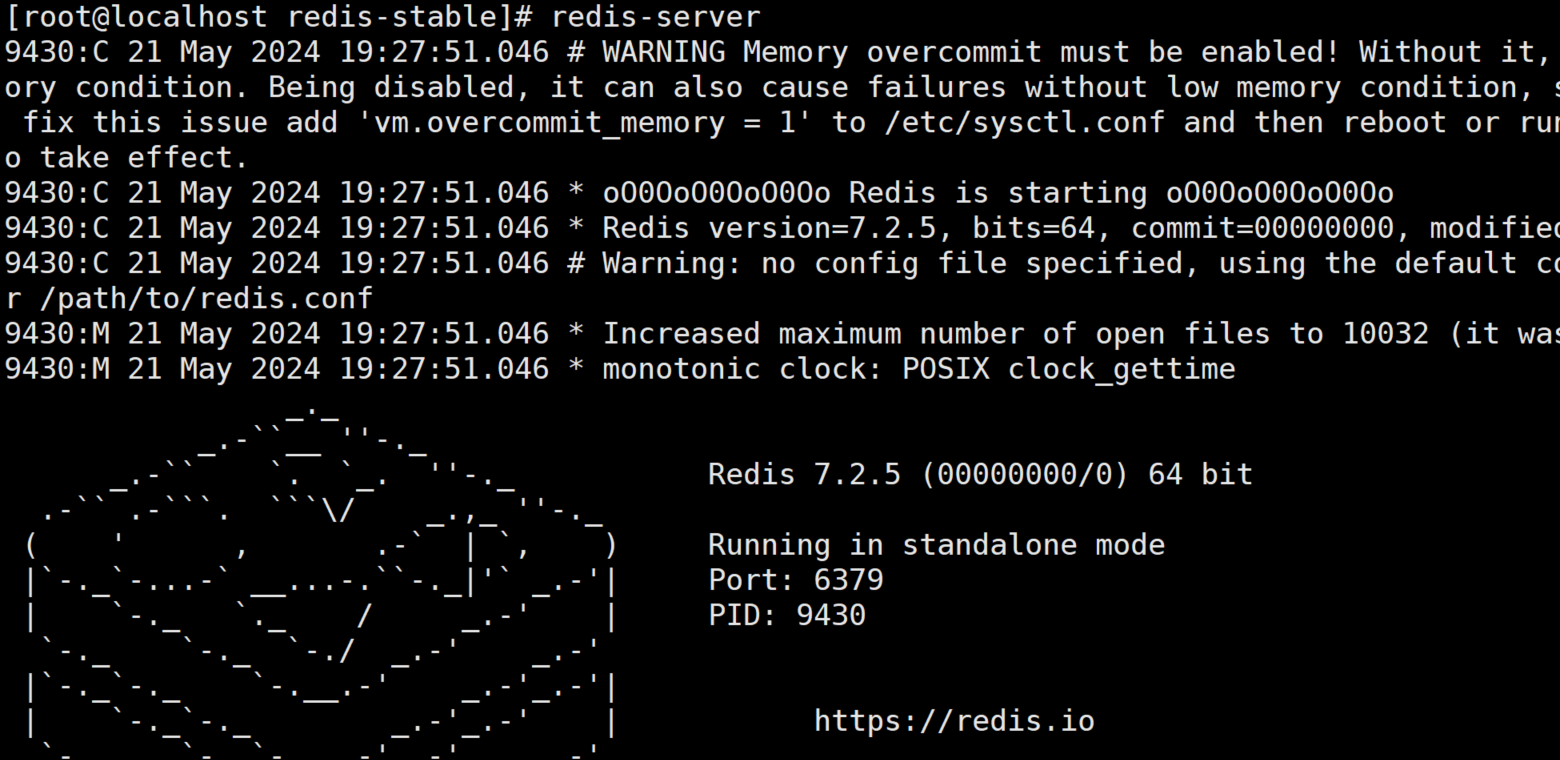 [root@localhost redis-stable]# redis-server
9430:C 21 May 2024 19:27:51.046 # WARNING Memory overcommit must be enabled! Without it,
ory condition. Being disabled, it can also cause failures without low memory condition,
fix this issue add 'vm.overcommit_memory = 1' to /etc/sysctl.conf and then reboot or run
o take effect.
9430:C 21 May 2024 19:27:51.046 * oO0OoO0OoO0Oo Redis is starting oO0OoO0OoO0Oo
9430:C 21 May 2024 19:27:51.046 * Redis version=7.2.5, bits=64, commit=00000000, modified
9430:C 21 May 2024 19:27:51.046 # Warning: no config file specified, using the default
r /path/to/redis.conf
9430:M 21 May 2024 19:27:51.046 * Increased maximum number of open files to 10032 (it was
9430:M 21 May 2024 19:27:51.046 * monotonic clock: POSIX clock_gettime
Redis 7.2.5 (00000000/0) 64 bit
Running in standalone mode
Port: 6379
PID: 9430
https://redis.io